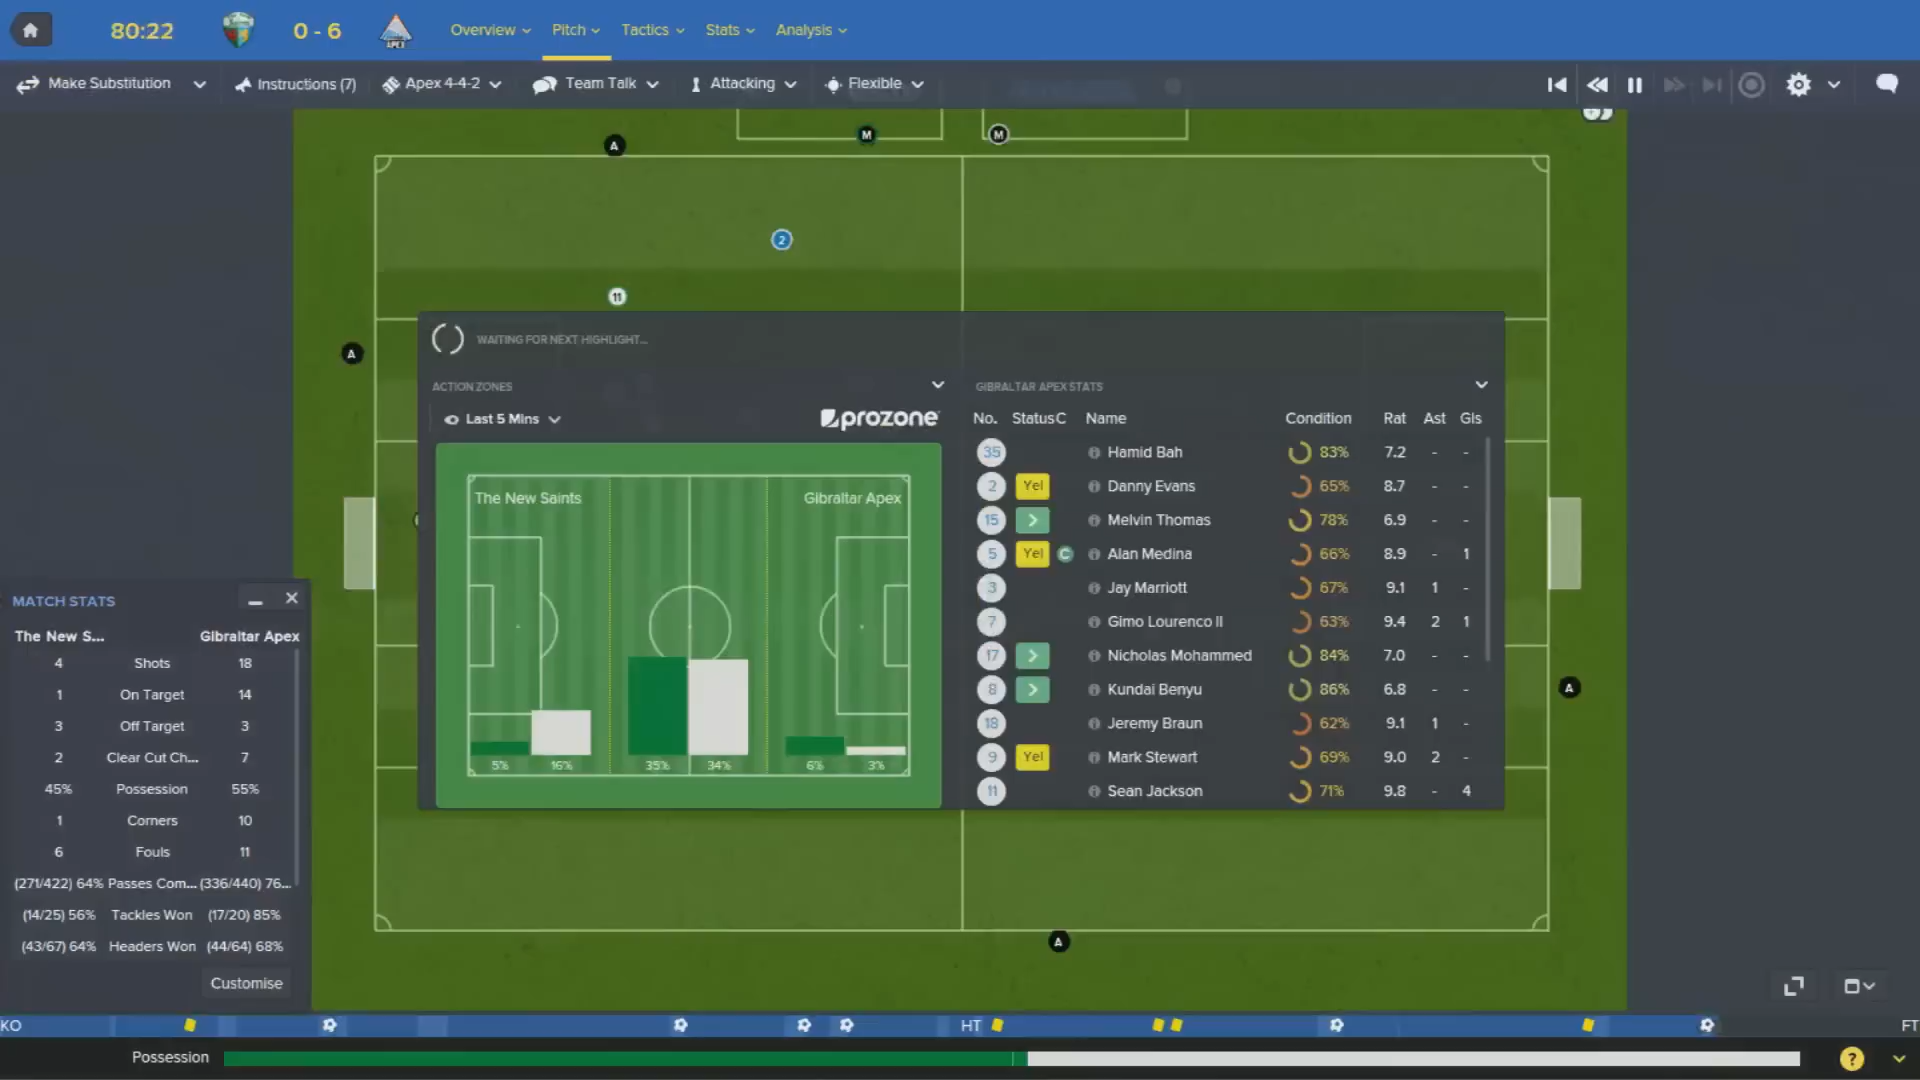 80:22
0 - 6
APEX
Overview
Pitch
Tactics
Stats
Analysis
Make Substitution
Instructions (7)
Apex 4-4-2
Team Talk
Attacking
Flexible
A
M
M
2
11
A
WAITING FOR NEXT HIGHLIGHT...
ACTION ZONES
Last 5 Mins
prozone
The New Saints
Gibraltar Apex
5%
16%
35%
34%
6%
3%
GIBRALTAR APEX STATS
No. Status C Name Condition Rat Ast Gls
35 Hamid Bah 83% 7.2 - -
2 Yel Danny Evans 65% 8.7 - -
15 Melvin Thomas 78% 6.9 - -
5 Yel C Alan Medina 66% 8.9 - 1
3 Jay Marriott 67% 9.1 1 -
7 Gimo Lourenco II 63% 9.4 2 1
17 Nicholas Mohammed 84% 7.0 - -
8 Kundai Benyu 86% 6.8 - -
18 Jeremy Braun 62% 9.1 1 -
9 Yel Mark Stewart 69% 9.0 2 -
11 Sean Jackson 71% 9.8 - 4
A
A
MATCH STATS
The New S... Gibraltar Apex
4 Shots 18
1 On Target 14
3 Off Target 3
2 Clear Cut Ch... 7
45% Possession 55%
1 Corners 10
6 Fouls 11
(271/422) 64% Passes Com... (336/440) 76...
(14/25) 56% Tackles Won (17/20) 85%
(43/67) 64% Headers Won (44/64) 68%
Customise
KO
HT
FT
Possession
?